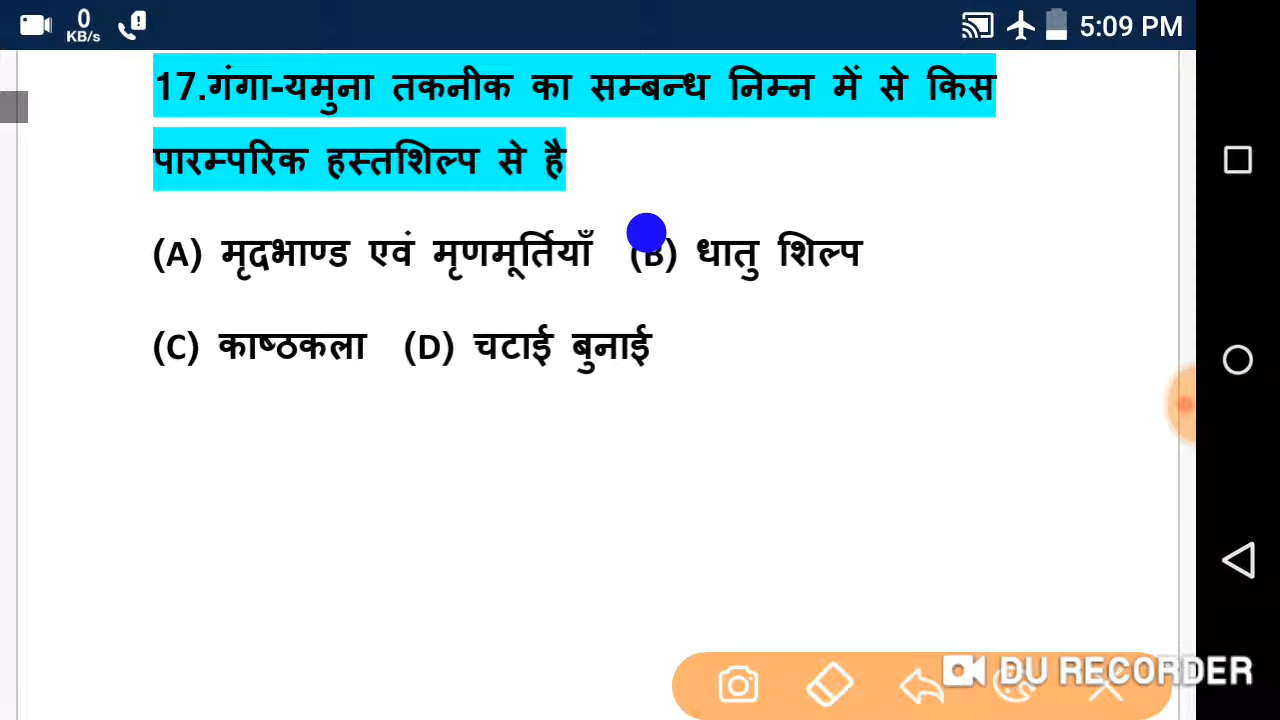 0
KB/s
5:09 PM
17.गंगा-यमुना तकनीक का सम्बन्ध निम्न में से किस
पारम्परिक हस्तशिल्प से है
(A) मृदभाण्ड एवं मृणमूर्तियाँ (B) धातु शिल्प
(C) काष्ठकला (D) चटाई बुनाई
DU RECORDER